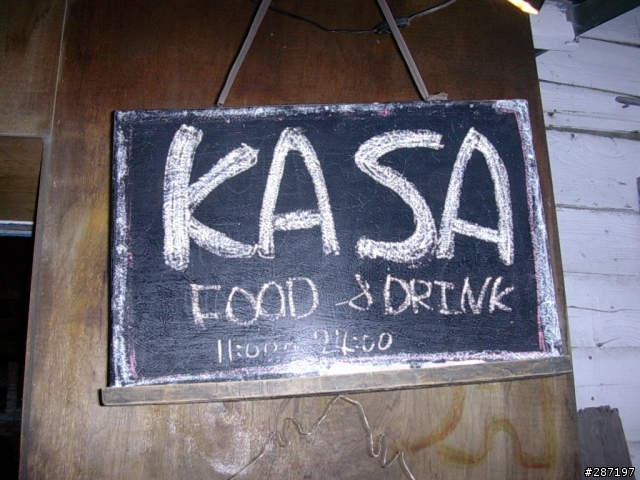 KASA
FOOD & DRINK
11:00~24:00
#287197